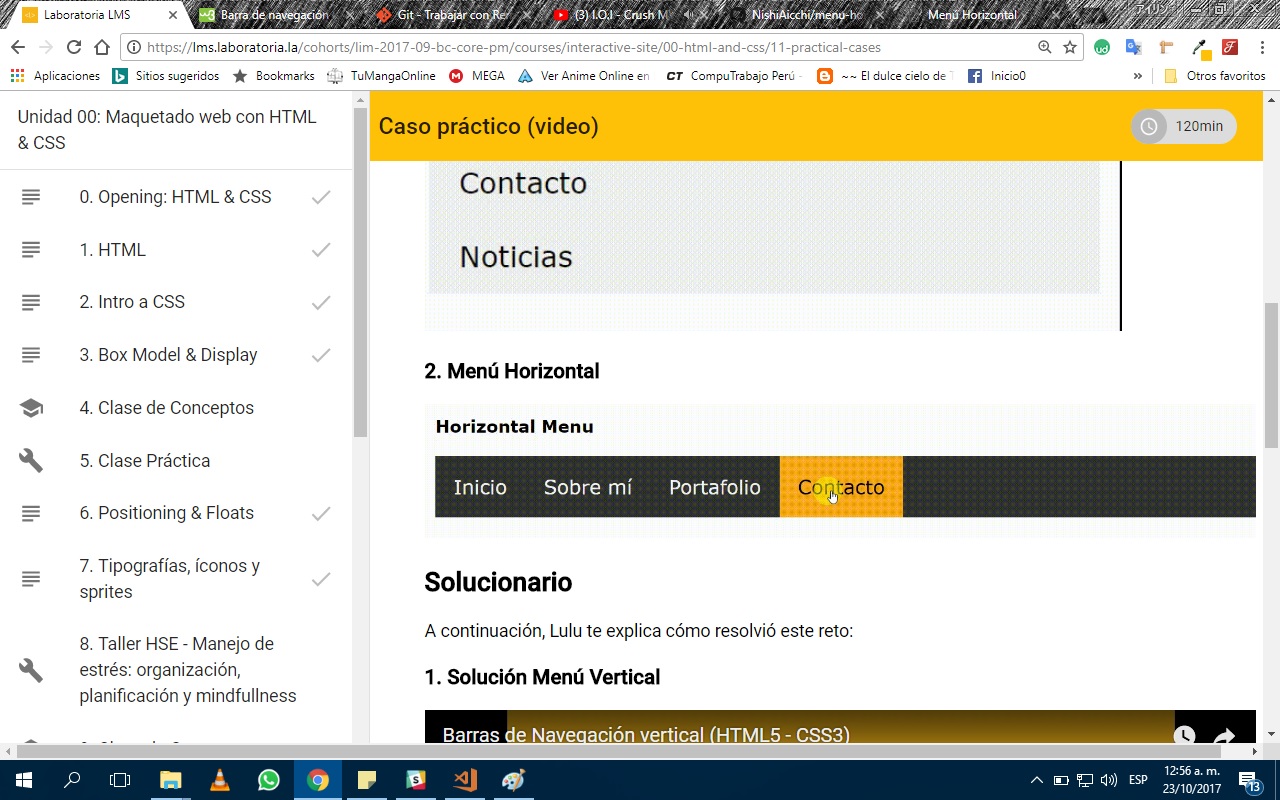 Laboratoria LMS
Barra de navegación
Git - Trabajar con Re
(3) I.O.I - Crush M
NishiAicchi/menu-ho
Menú Horizontal
アイリ
https://lms.laboratoria.la/cohorts/lim-2017-09-bc-core-pm/courses/interactive-site/00-html-and-css/11-practical-cases
Aplicaciones
Sitios sugeridos
Bookmarks
TuMangaOnline
MEGA
Ver Anime Online en
CT CompuTrabajo Perú -
~~ El dulce cielo de
Inicio0
»
Otros favoritos
Unidad 00: Maquetado web con HTML
& CSS
0. Opening: HTML & CSS
1. HTML
2. Intro a CSS
3. Box Model & Display
4. Clase de Conceptos
5. Clase Práctica
6. Positioning & Floats
7. Tipografías, íconos y
sprites
8. Taller HSE - Manejo de
estrés: organización,
planificación y mindfullness
Caso práctico (video)
120min
Contacto
Noticias
2. Menú Horizontal
Horizontal Menu
Inicio Sobre mí Portafolio Contacto
Solucionario
A continuación, Lulu te explica cómo resolvió este reto:
1. Solución Menú Vertical
Barras de Navegación vertical (HTML5 - CSS3)
ESP
12:56 a. m.
23/10/2017
13